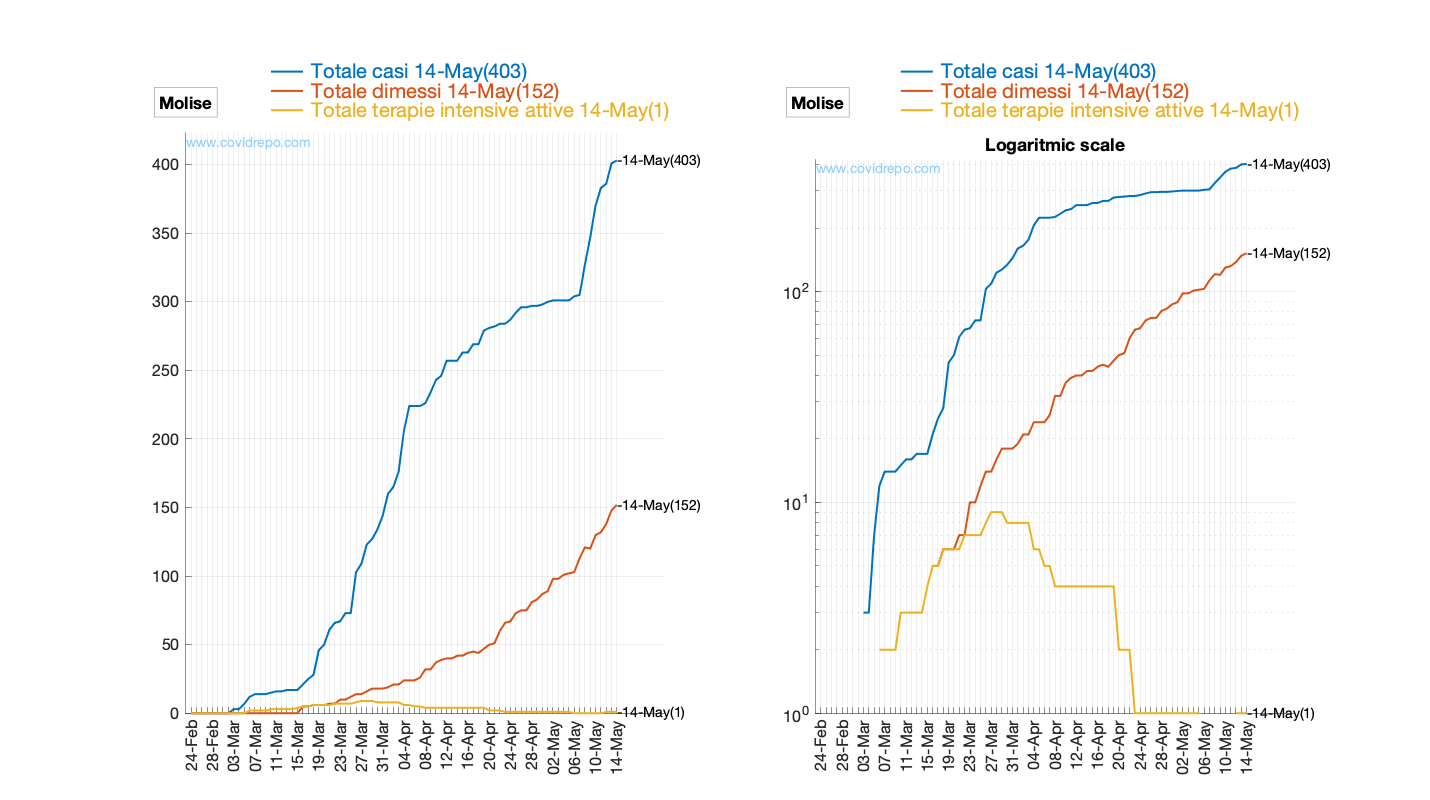 Totale casi 14-May(403)
Totale dimessi 14-May(152)
Totale terapie intensive attive 14-May(1)
Molise
www.covidrepo.com
400
350
300
250
200
150
100
50
0
-14-May(403)
-14-May(152)
-14-May(1)
24-Feb
28-Feb
03-Mar
07-Mar
11-Mar
15-Mar
19-Mar
23-Mar
27-Mar
31-Mar
04-Apr
08-Apr
12-Apr
16-Apr
20-Apr
24-Apr
28-Apr
02-May
06-May
10-May
14-May
Totale casi 14-May(403)
Totale dimessi 14-May(152)
Totale terapie intensive attive 14-May(1)
Molise
Logaritmic scale
www.covidrepo.com
10²
10¹
10⁰
-14-May(403)
-14-May(152)
-14-May(1)
24-Feb
28-Feb
03-Mar
07-Mar
11-Mar
15-Mar
19-Mar
23-Mar
27-Mar
31-Mar
04-Apr
08-Apr
12-Apr
16-Apr
20-Apr
24-Apr
28-Apr
02-May
06-May
10-May
14-May